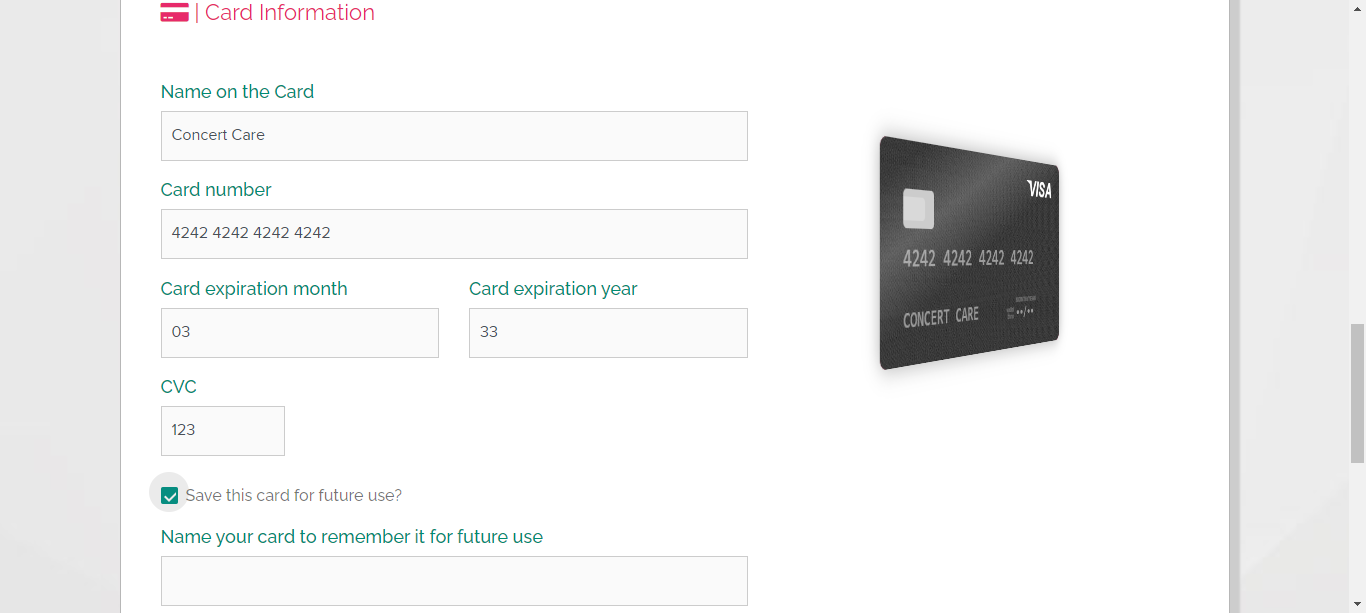 | Card Information
Name on the Card
Concert Care
Card number
4242 4242 4242 4242
Card expiration month
Card expiration year
03
33
CVC
123
Save this card for future use?
Name your card to remember it for future use
VISA
4242 4242 4242 4242
CONCERT CARE
••/••